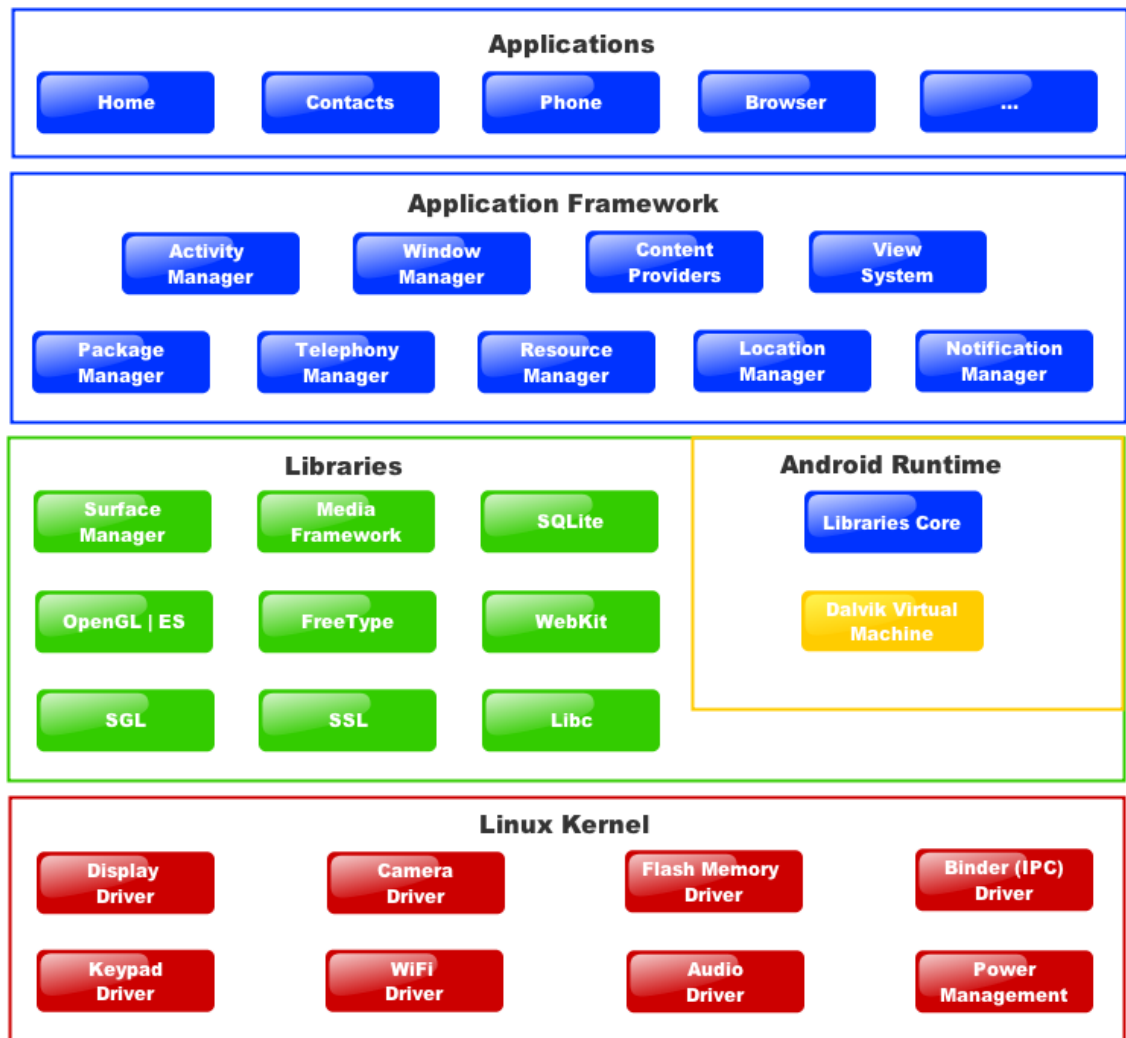 Applications
Home
Contacts
Phone
Browser
...
Application Framework
Activity
Manager
Window
Manager
Content
Providers
View
System
Package
Manager
Telephony
Manager
Resource
Manager
Location
Manager
Notification
Manager
Libraries
Surface
Manager
Media
Framework
SQLite
OpenGL | ES
FreeType
WebKit
SGL
SSL
Libc
Android Runtime
Libraries Core
Dalvik Virtual
Machine
Linux Kernel
Display
Driver
Camera
Driver
Flash Memory
Driver
Binder (IPC)
Driver
Keypad
Driver
WiFi
Driver
Audio
Driver
Power
Management